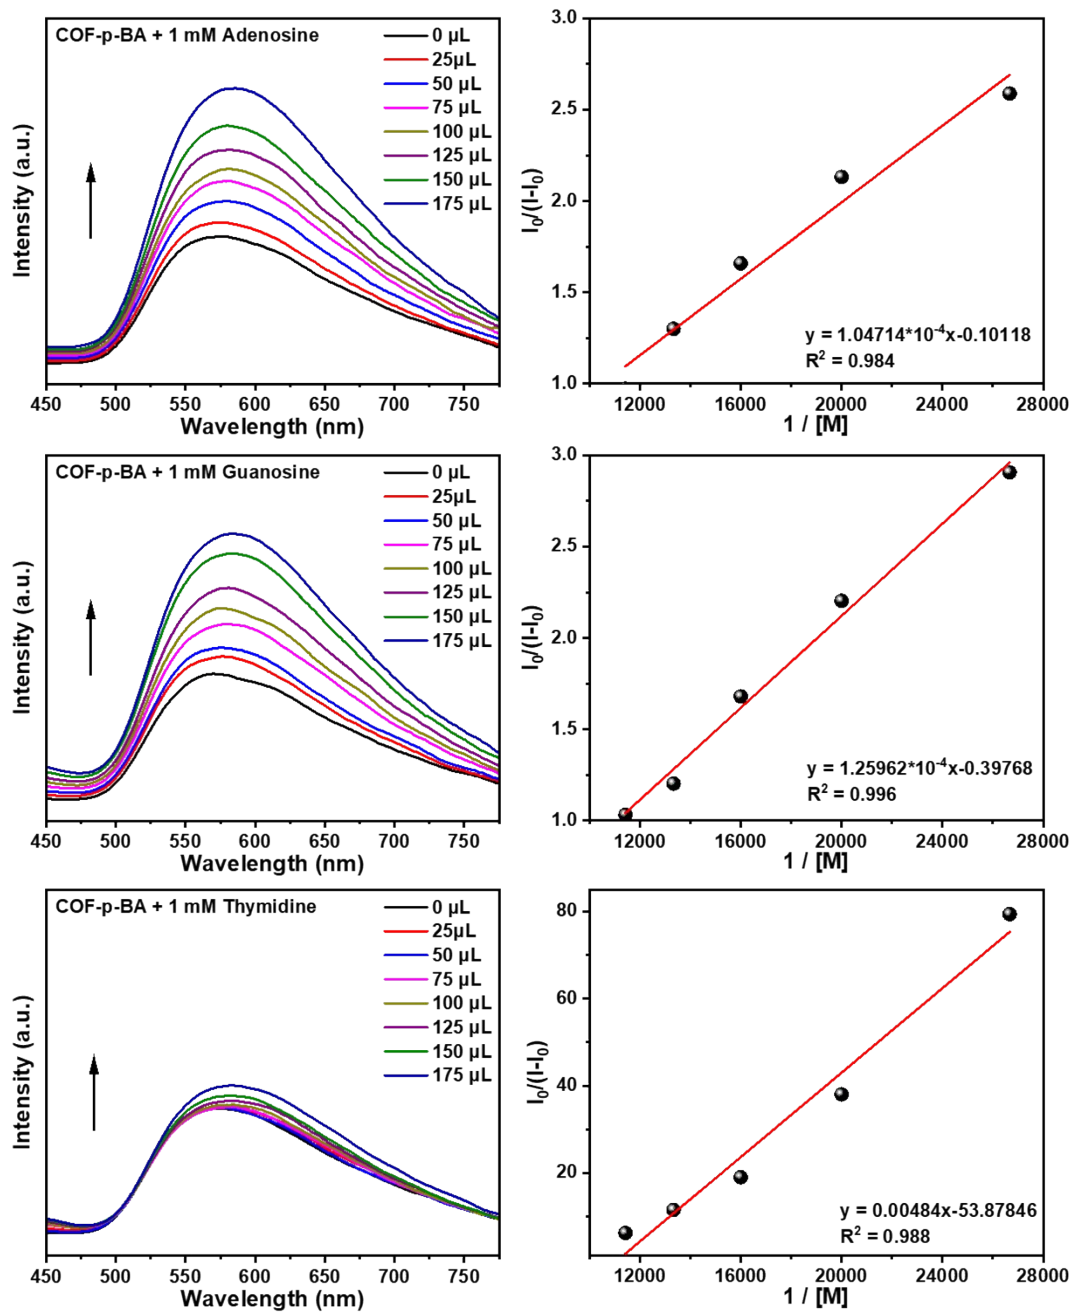 COF-p-BA + 1 mM Adenosine
0 µL
25µL
50 µL
75 µL
100 µL
125 µL
150 µL
175 µL
Intensity (a.u.)
450 500 550 600 650 700 750
Wavelength (nm)
3.0
2.5
2.0
1.5
1.0
I₀/(I-I₀)
y = 1.04714*10⁻⁴x-0.10118
R² = 0.984
12000 16000 20000 24000 28000
1 / [M]
COF-p-BA + 1 mM Guanosine
0 µL
25µL
50 µL
75 µL
100 µL
125 µL
150 µL
175 µL
Intensity (a.u.)
450 500 550 600 650 700 750
Wavelength (nm)
3.0
2.5
2.0
1.5
1.0
I₀/(I-I₀)
y = 1.25962*10⁻⁴x-0.39768
R² = 0.996
12000 16000 20000 24000 28000
1 / [M]
COF-p-BA + 1 mM Thymidine
0 µL
25µL
50 µL
75 µL
100 µL
125 µL
150 µL
175 µL
Intensity (a.u.)
450 500 550 600 650 700 750
Wavelength (nm)
80
60
40
20
I₀/(I-I₀)
y = 0.00484x-53.87846
R² = 0.988
12000 16000 20000 24000 28000
1 / [M]